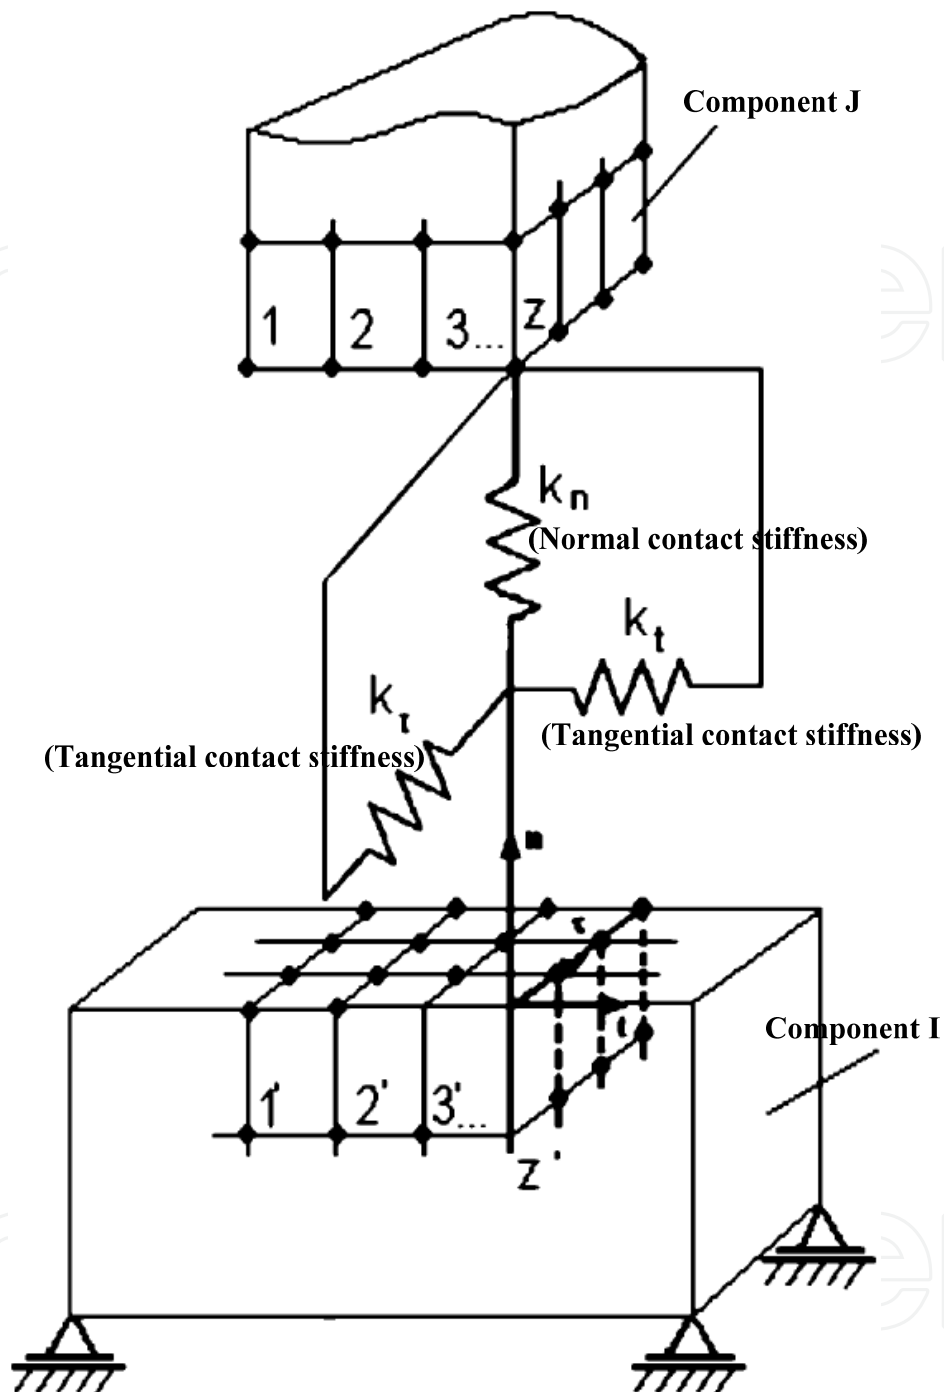 Component J
1 2 3... Z
kn
(Normal contact stiffness)
kt
kτ
(Tangential contact stiffness)
(Tangential contact stiffness)
n
τ
t
Component I
1' 2' 3'...
Z'